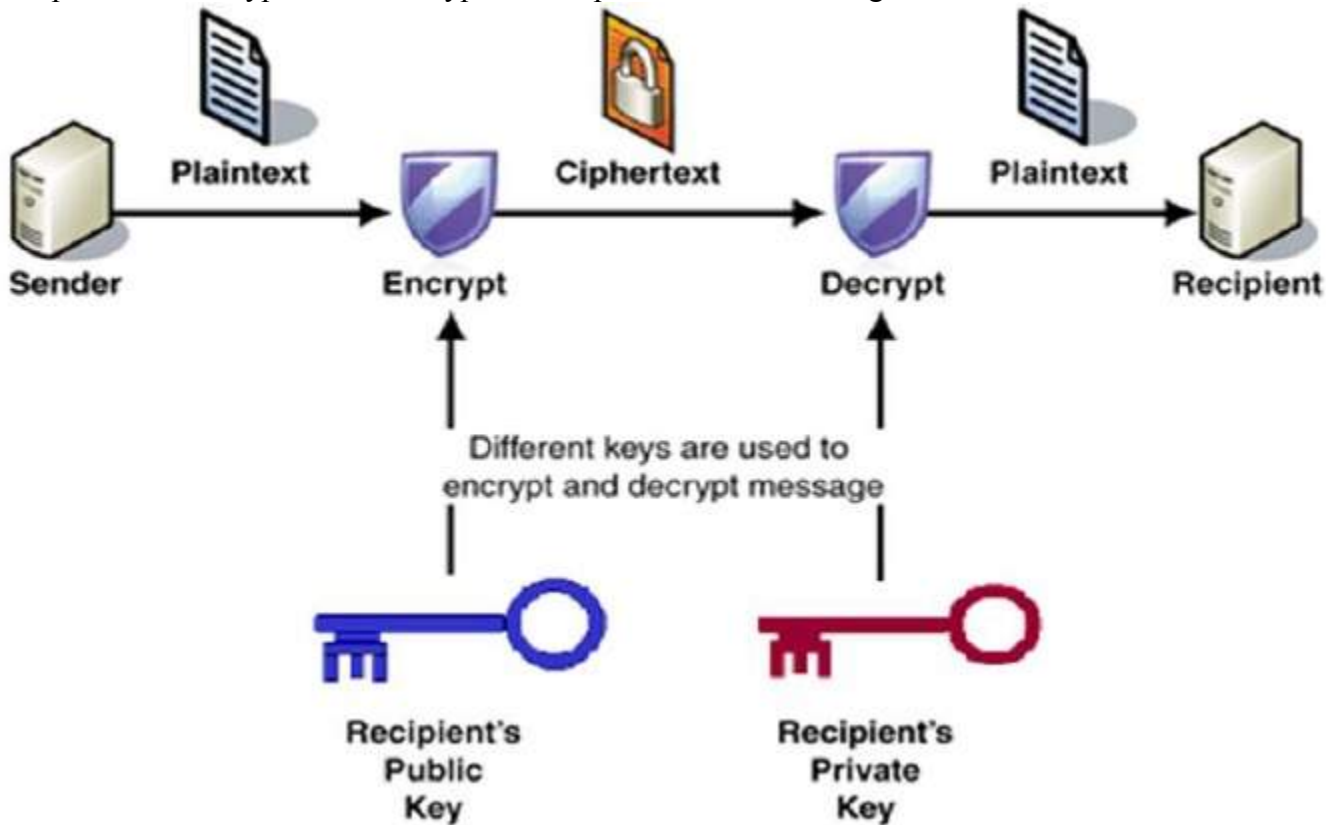 Plaintext
Ciphertext
Plaintext
Sender
Encrypt
Decrypt
Recipient
Different keys are used to
encrypt and decrypt message
Recipient's
Public
Key
Recipient's
Private
Key